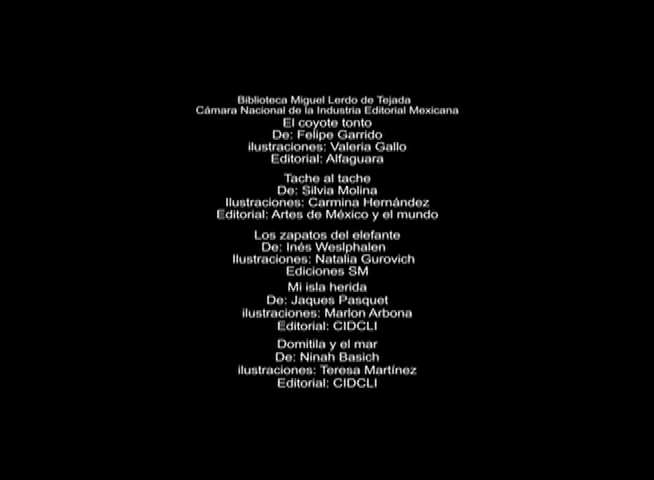 Biblioteca Miguel Lerdo de Tejada
Cámara Nacional de la Industria Editorial Mexicana
El coyote tonto
De: Felipe Garrido
ilustraciones: Valeria Gallo
Editorial: Alfaguara
Tache al tache
De: Silvia Molina
Ilustraciones: Carmina Hernández
Editorial: Artes de México y el mundo
Los zapatos del elefante
De: Inés Weslphalen
Ilustraciones: Natalia Gurovich
Ediciones SM
Mi isla herida
De: Jaques Pasquet
ilustraciones: Marlon Arbona
Editorial: CIDCLI
Domitila y el mar
De: Ninah Basich
ilustraciones: Teresa Martínez
Editorial: CIDCLI